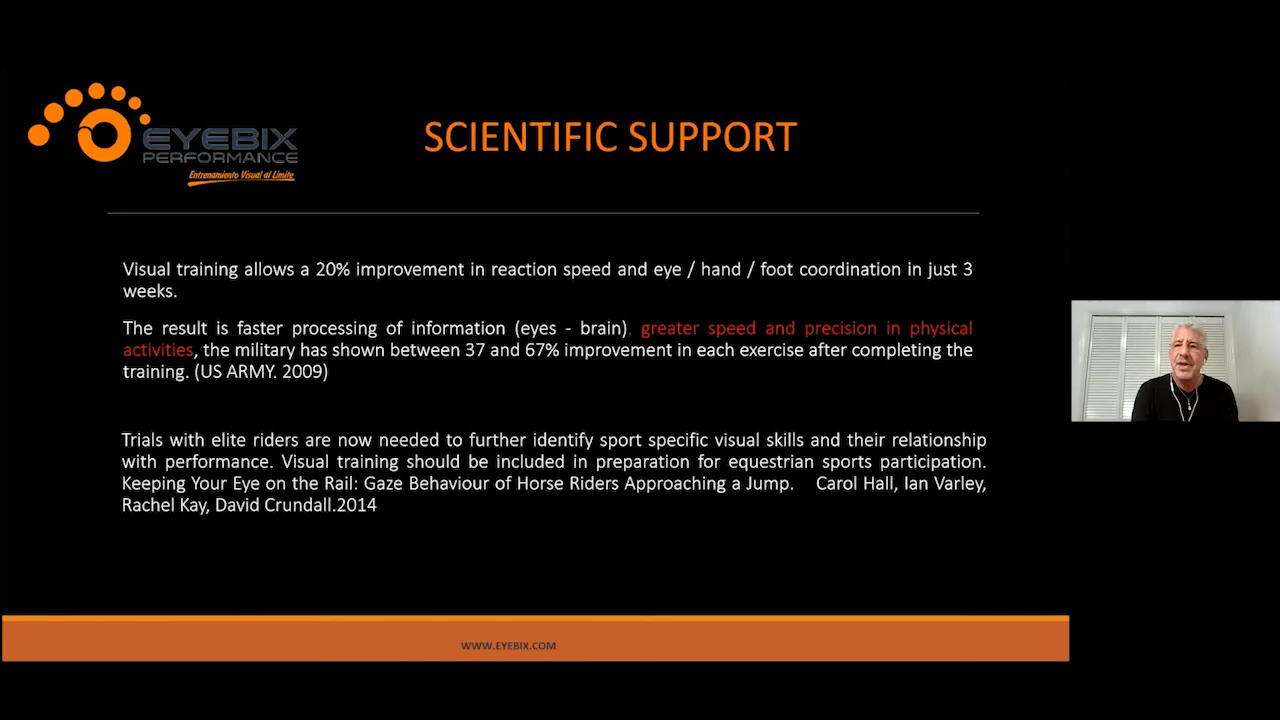 EYEBIX
PERFORMANCE
Entrenamiento Visual al Límite
SCIENTIFIC SUPPORT
Visual training allows a 20% improvement in reaction speed and eye / hand / foot coordination in just 3
weeks.
The result is faster processing of information (eyes - brain), greater speed and precision in physical
activities, the military has shown between 37 and 67% improvement in each exercise after completing the
training. (US ARMY. 2009)
Trials with elite riders are now needed to further identify sport specific visual skills and their relationship
with performance. Visual training should be included in preparation for equestrian sports participation.
Keeping Your Eye on the Rail: Gaze Behaviour of Horse Riders Approaching a Jump. Carol Hall, Ian Varley,
Rachel Kay, David Crundall.2014
WWW.EYEBIX.COM